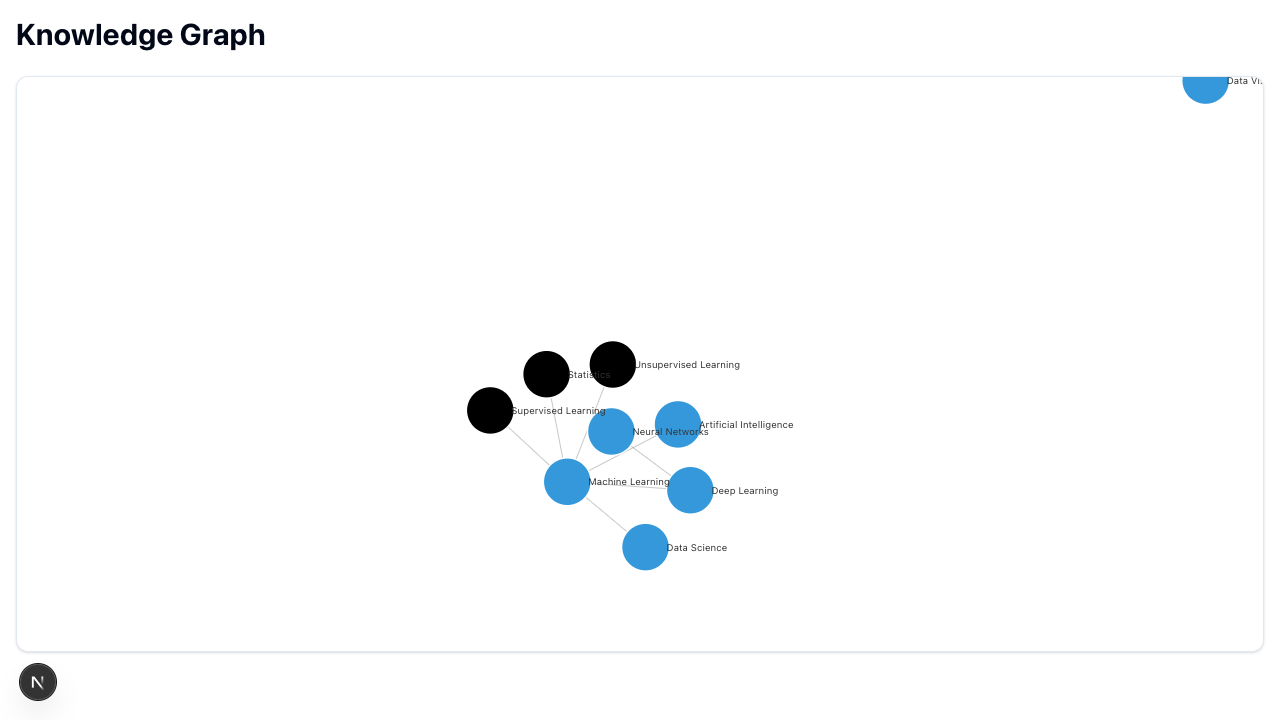 Knowledge Graph
Data Vi
Unsupervised Learning
Statistics
Supervised Learning
Artificial Intelligence
Neural Networks
Machine Learning
Deep Learning
Data Science
N